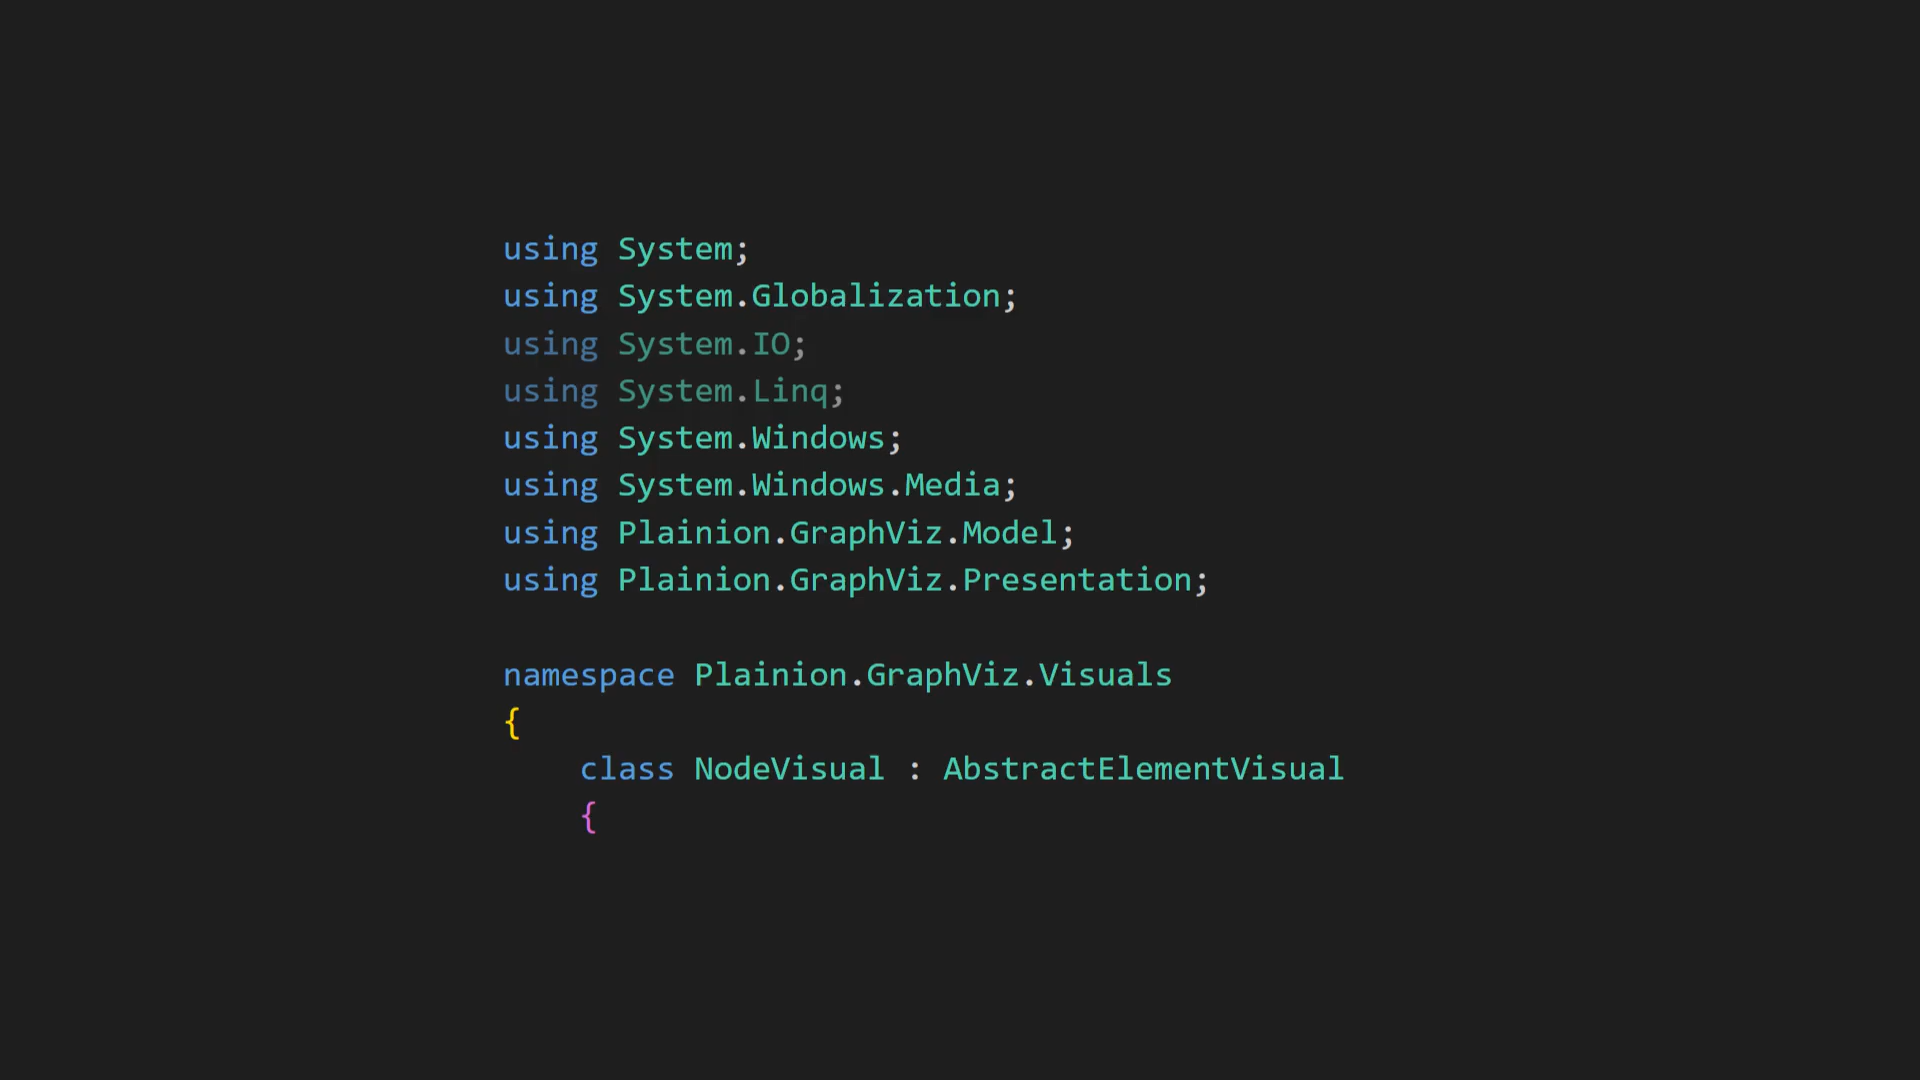 using System;
using System.Globalization;
using System.IO;
using System.Linq;
using System.Windows;
using System.Windows.Media;
using Plainion.GraphViz.Model;
using Plainion.GraphViz.Presentation;

namespace Plainion.GraphViz.Visuals
{
    class NodeVisual : AbstractElementVisual
    {